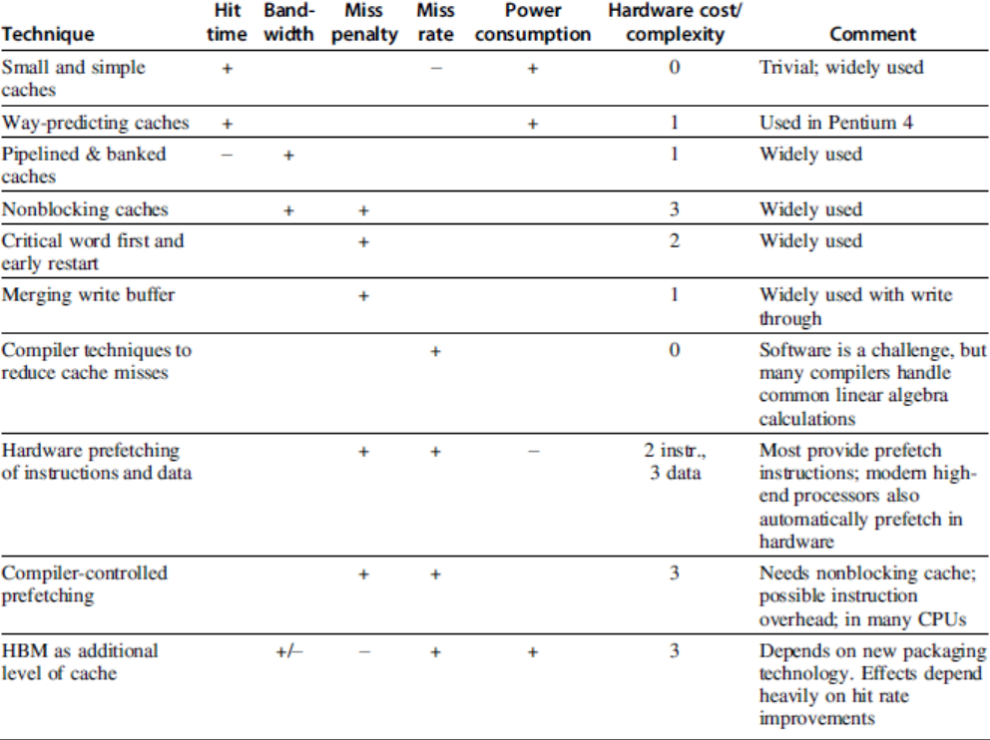 Hit Band- Miss Miss Power Hardware cost/
Technique time width penalty rate consumption complexity Comment
Small and simple + – + 0 Trivial; widely used
caches
Way-predicting caches + + 1 Used in Pentium 4
Pipelined & banked – + 1 Widely used
caches
Nonblocking caches + + 3 Widely used
Critical word first and + 2 Widely used
early restart
Merging write buffer + 1 Widely used with write
through
Compiler techniques to + 0 Software is a challenge, but
reduce cache misses many compilers handle
common linear algebra
calculations
Hardware prefetching + + – 2 instr., Most provide prefetch
of instructions and data 3 data instructions; modern high-
end processors also
automatically prefetch in
hardware
Compiler-controlled + + 3 Needs nonblocking cache;
prefetching possible instruction
overhead; in many CPUs
HBM as additional +/– – + + 3 Depends on new packaging
level of cache technology. Effects depend
heavily on hit rate
improvements